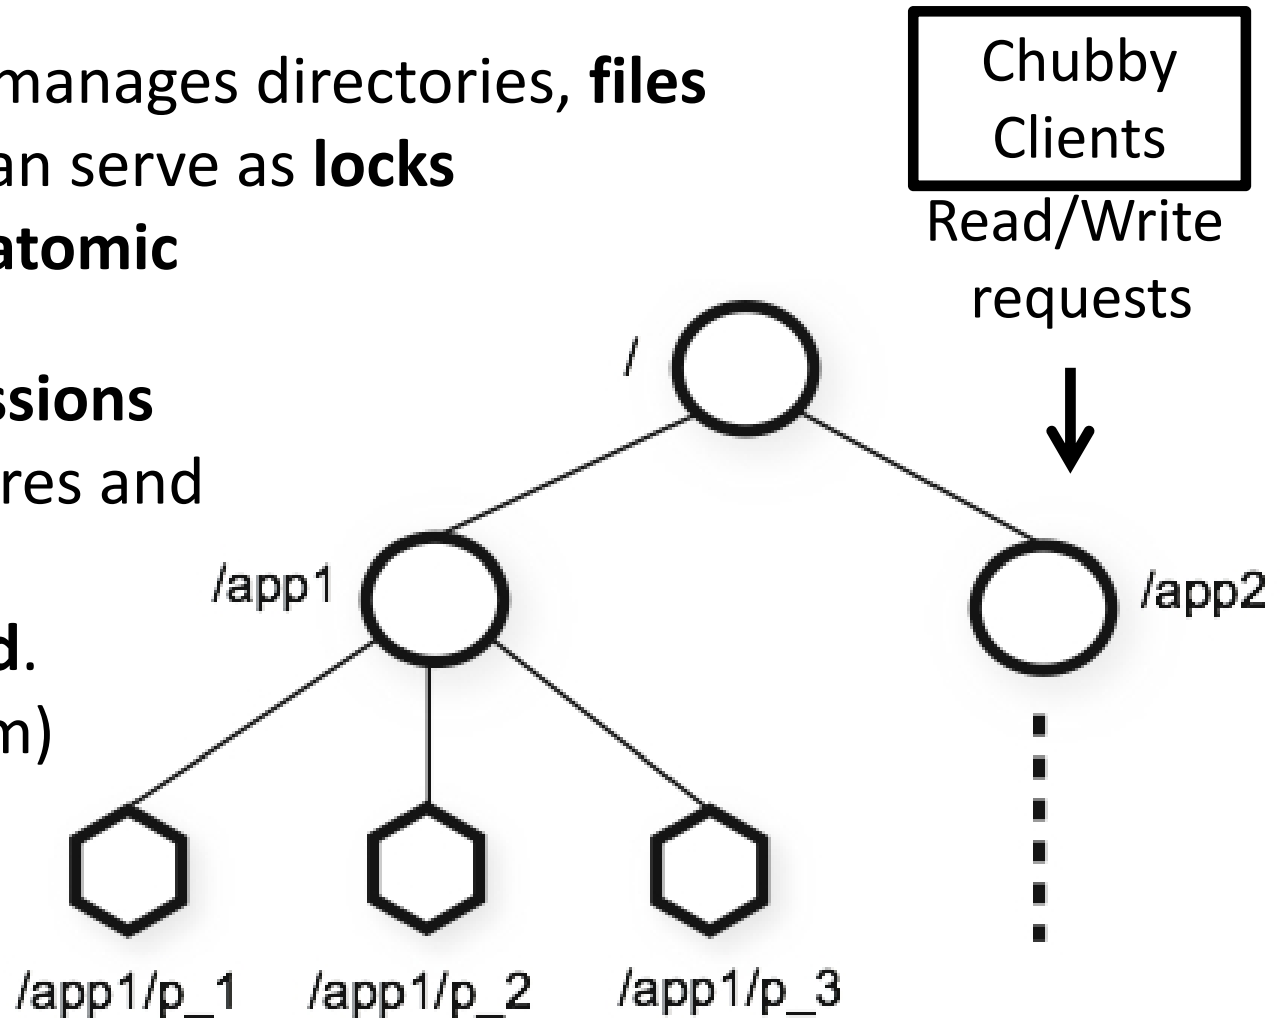 manages directories, files
an serve as locks
atomic
ssions
res and
d.
m)
Chubby
Clients
Read/Write
requests
/
/app1
/app2
/app1/p_1
/app1/p_2
/app1/p_3